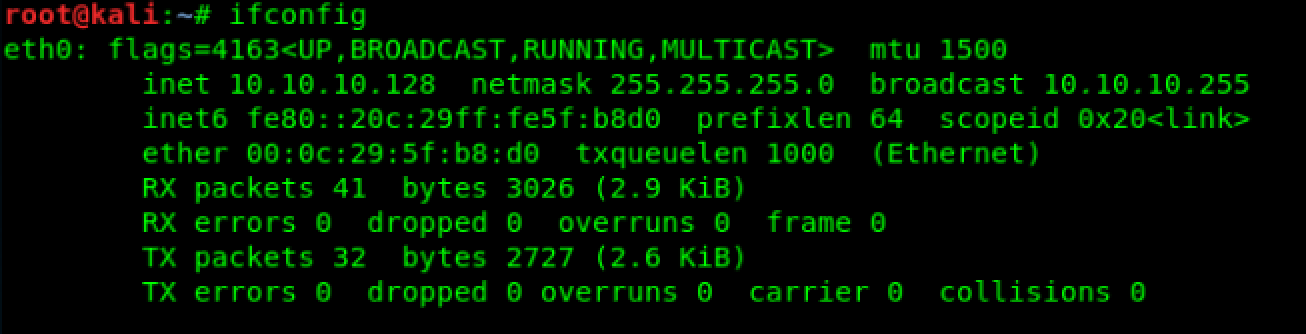 root@kali:~# ifconfig
eth0: flags=4163<UP,BROADCAST,RUNNING,MULTICAST>  mtu 1500
        inet 10.10.10.128  netmask 255.255.255.0  broadcast 10.10.10.255
        inet6 fe80::20c:29ff:fe5f:b8d0  prefixlen 64  scopeid 0x20<link>
        ether 00:0c:29:5f:b8:d0  txqueuelen 1000  (Ethernet)
        RX packets 41  bytes 3026 (2.9 KiB)
        RX errors 0  dropped 0  overruns 0  frame 0
        TX packets 32  bytes 2727 (2.6 KiB)
        TX errors 0  dropped 0 overruns 0  carrier 0  collisions 0